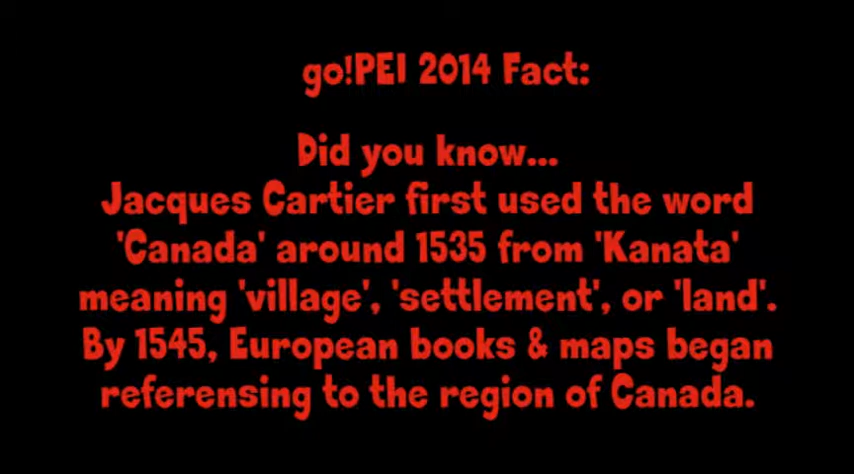 go!PEI 2014 Fact:
Did you know...
Jacques Cartier first used the word
'Canada' around 1535 from 'Kanata'
meaning 'village', 'settlement', or 'land'.
By 1545, European books & maps began
referensing to the region of Canada.